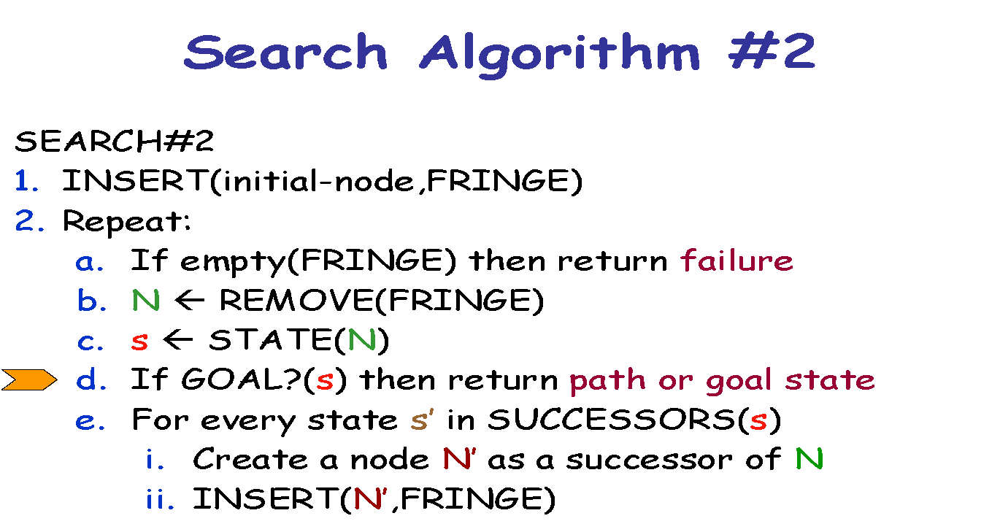 Search Algorithm #2
SEARCH#2
1. INSERT(initial-node,FRINGE)
2. Repeat:
a. If empty(FRINGE) then return failure
b. N ← REMOVE(FRINGE)
c. s ← STATE(N)
d. If GOAL?(s) then return path or goal state
e. For every state s' in SUCCESSORS(s)
i. Create a node N' as a successor of N
ii. INSERT(N',FRINGE)